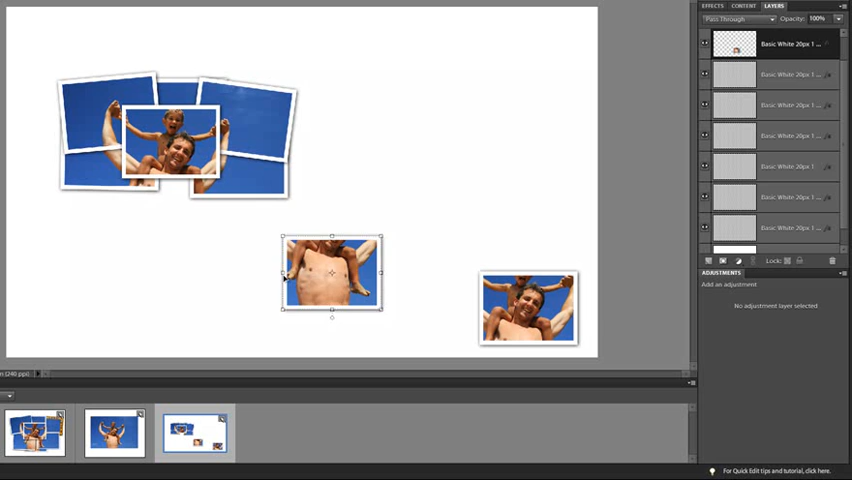 EFFECTS CONTENT LAYERS
Pass Through Opacity: 100%
Basic White 20px 1 ...
Basic White 20px 1 ...
Basic White 20px 1 ...
Basic White 20px 1 ...
Basic White 20px 1
Basic White 20px 1 ...
Basic White 20px 1 ...
Lock:
ADJUSTMENTS
Add an adjustment
No adjustment layer selected
(240 ppi)
For Quick Edit tips and tutorial, click here.